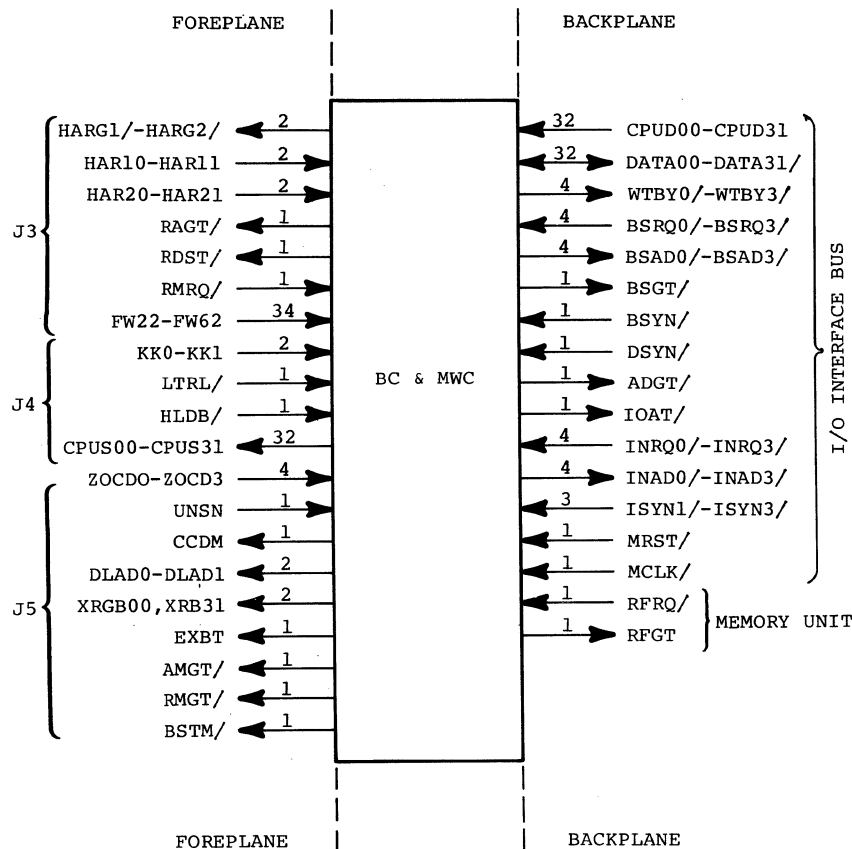 FOREPLANE BACKPLANE
HARG1/-HARG2/ 2 32 CPUD00-CPUD31
HAR10-HAR11 2 32 DATA00-DATA31/
HAR20-HAR21 2 4 WTBY0/-WTBY3/
J3 RAGT/ 1 4 BSRQ0/-BSRQ3/
RDST/ 1 4 BSAD0/-BSAD3/
RMRQ/ 1 1 BSGT/
FW22-FW62 34 1 BSYN/
J4 KK0-KK1 2 1 DSYN/
LTRL/ 1 BC & MWC 1 ADGT/
HLDB/ 1 1 IOAT/
CPUS00-CPUS31 32 4 INRQ0/-INRQ3/
ZOCDO-ZOCD3 4 4 INAD0/-INAD3/
UNSN 1 3 ISYN1/-ISYN3/
CCDM 1 1 MRST/
DLAD0-DLAD1 2 1 MCLK/
I/O INTERFACE BUS
J5 XRGB00,XRB31 2 1 RFRQ/
EXBT 1 1 RFGT
MEMORY UNIT
AMGT/ 1
RMGT/ 1
BSTM/ 1
FOREPLANE BACKPLANE